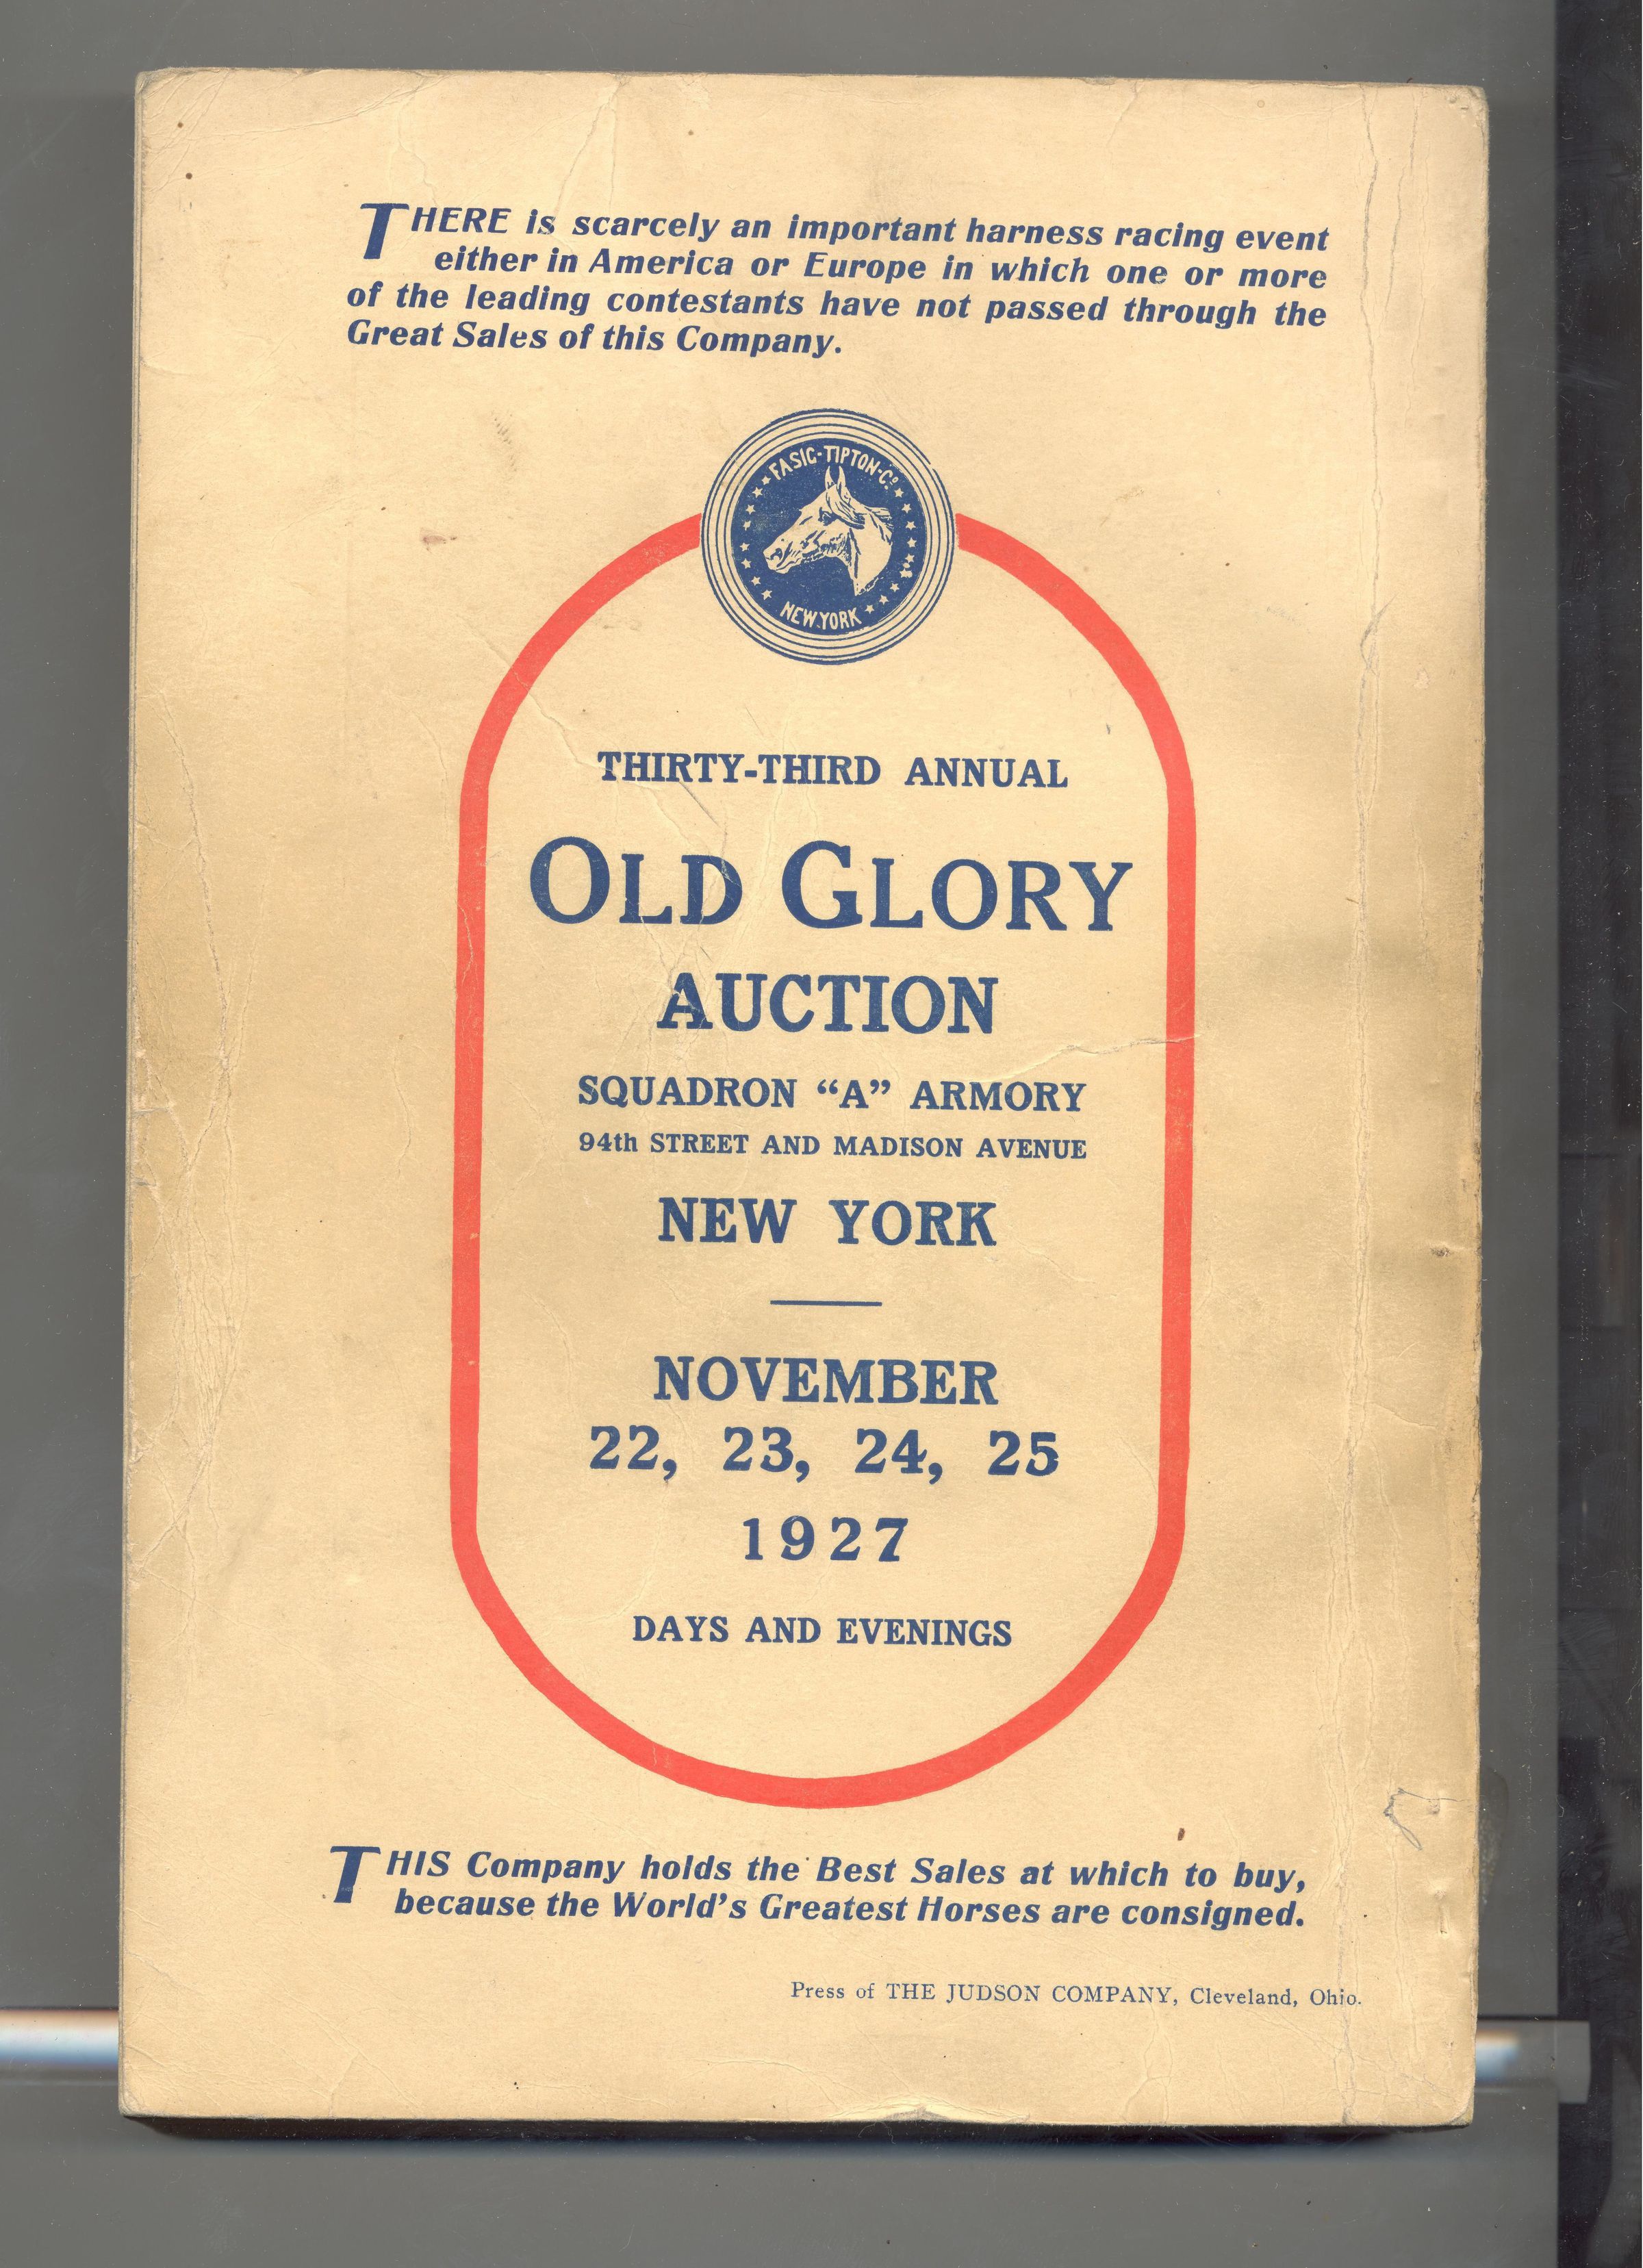 THERE is scarcely an important harness racing event
either in America or Europe in which one or more
of the leading contestants have not passed through the
Great Sales of this Company.
FASIG-TIPTON-Cº
NEW YORK
THIRTY-THIRD ANNUAL
OLD GLORY
AUCTION
SQUADRON “A” ARMORY
94th STREET AND MADISON AVENUE
NEW YORK
NOVEMBER
22, 23, 24, 25
1927
DAYS AND EVENINGS
THIS Company holds the Best Sales at which to buy,
because the World's Greatest Horses are consigned.
Press of THE JUDSON COMPANY, Cleveland, Ohio.